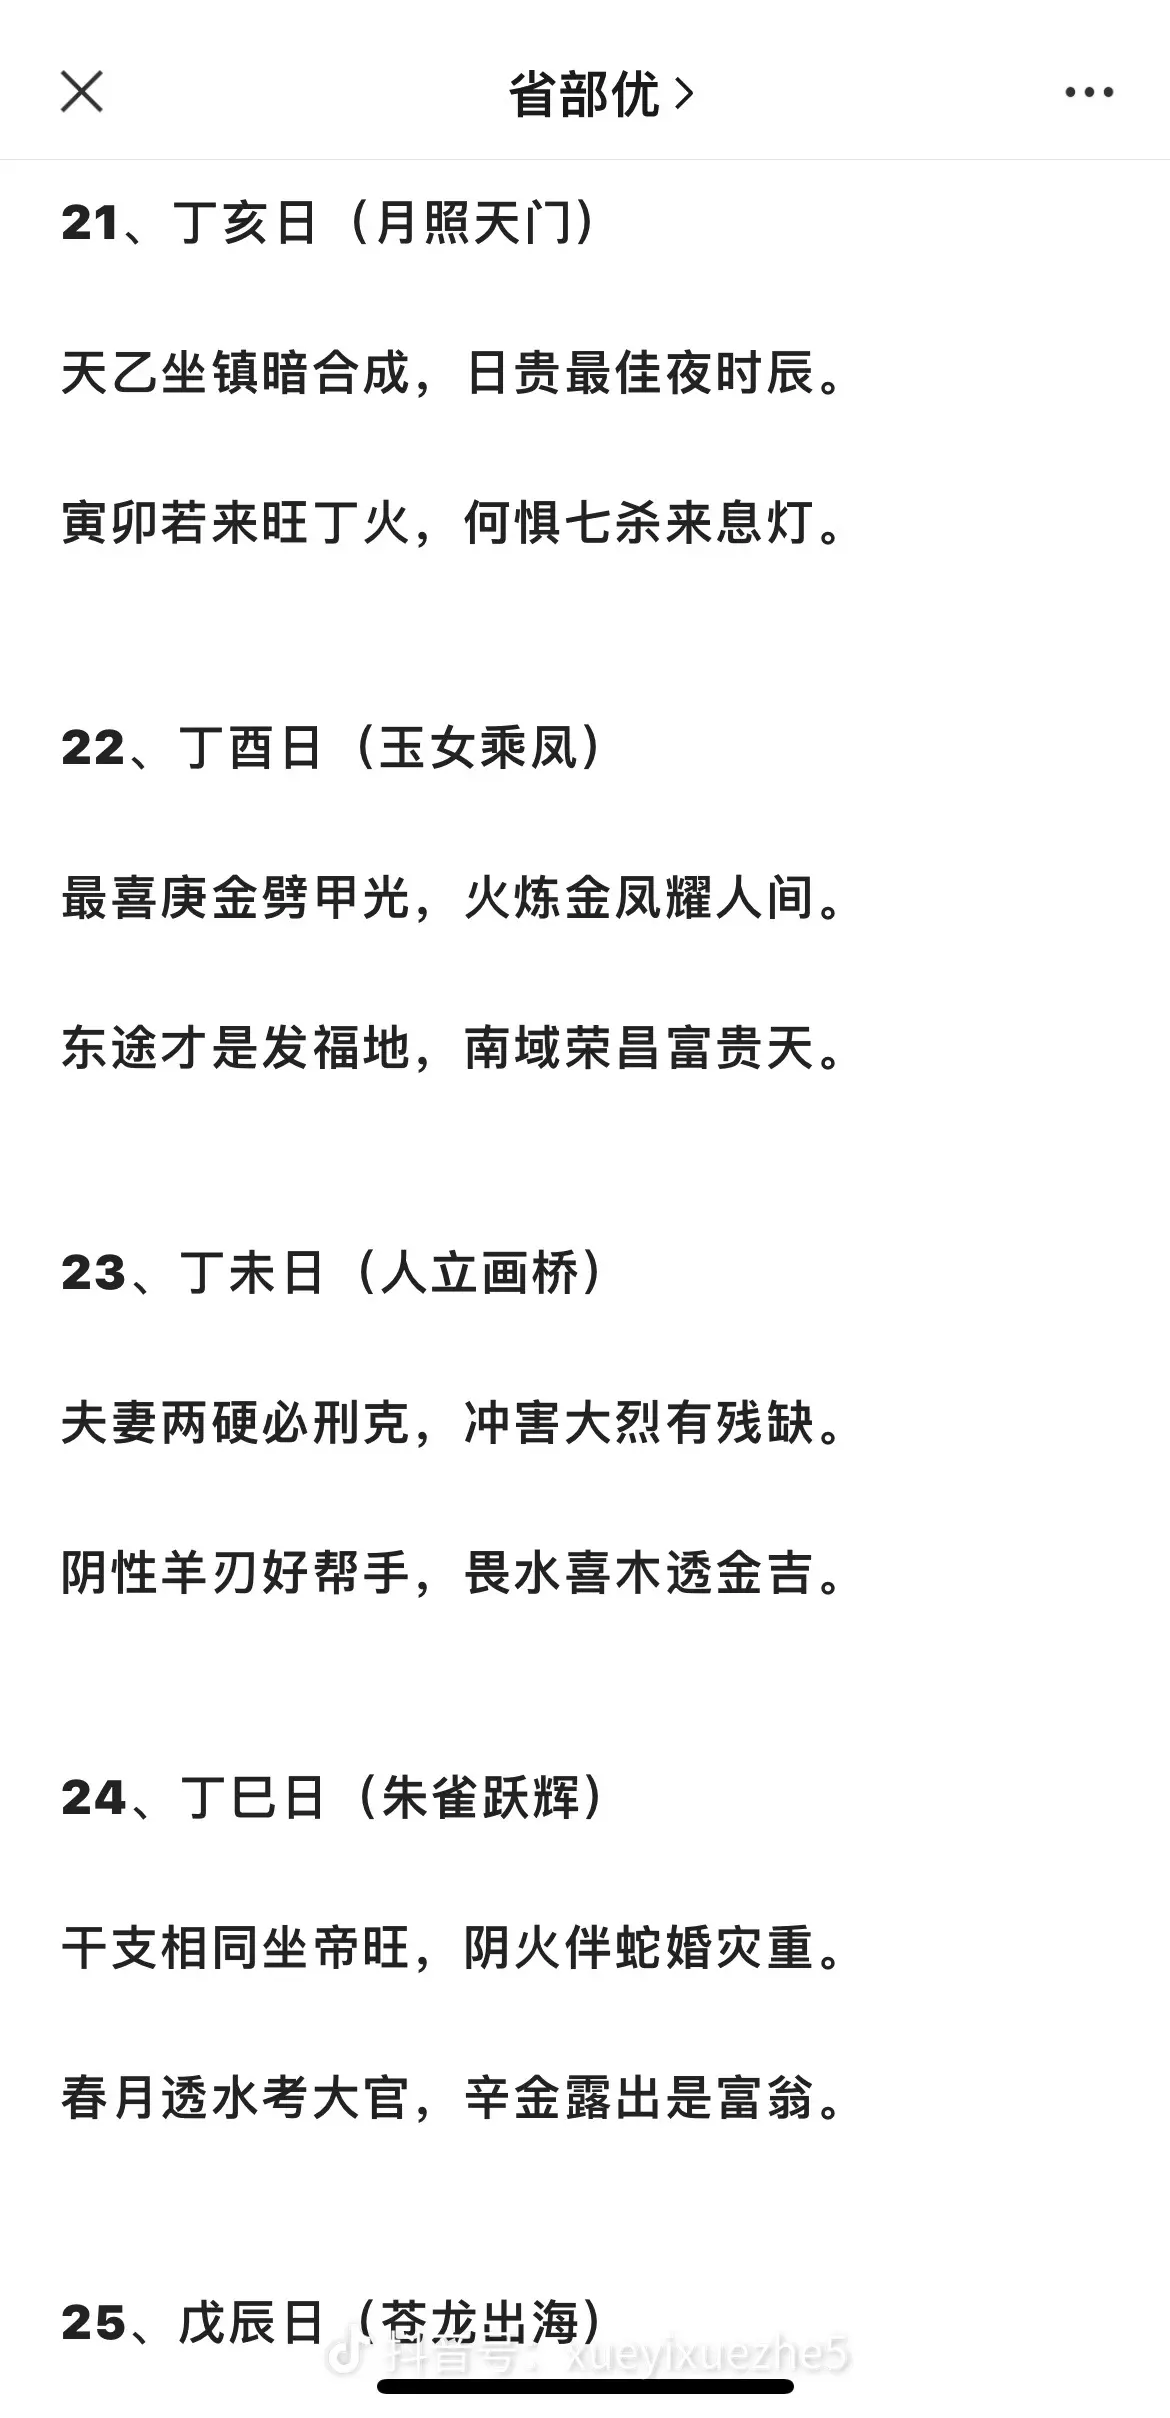 省部优
21、丁亥日（月照天门）
天乙坐镇暗合成，日贵最佳夜时辰。
寅卯若来旺丁火，何惧七杀来息灯。
22、丁酉日（玉女乘凤）
最喜庚金劈甲光，火炼金凤耀人间。
东途才是发福地，南域荣昌富贵天。
23、丁未日（人立画桥）
夫妻两硬必刑克，冲害大烈有残缺。
阴性羊刃好帮手，畏水喜木透金吉。
24、丁巳日（朱雀跃辉）
干支相同坐帝旺，阴火伴蛇婚灾重。
春月透水考大官，辛金露出是富翁。
25、戊辰日（苍龙出海）
抖音号：xueyixuezhe5